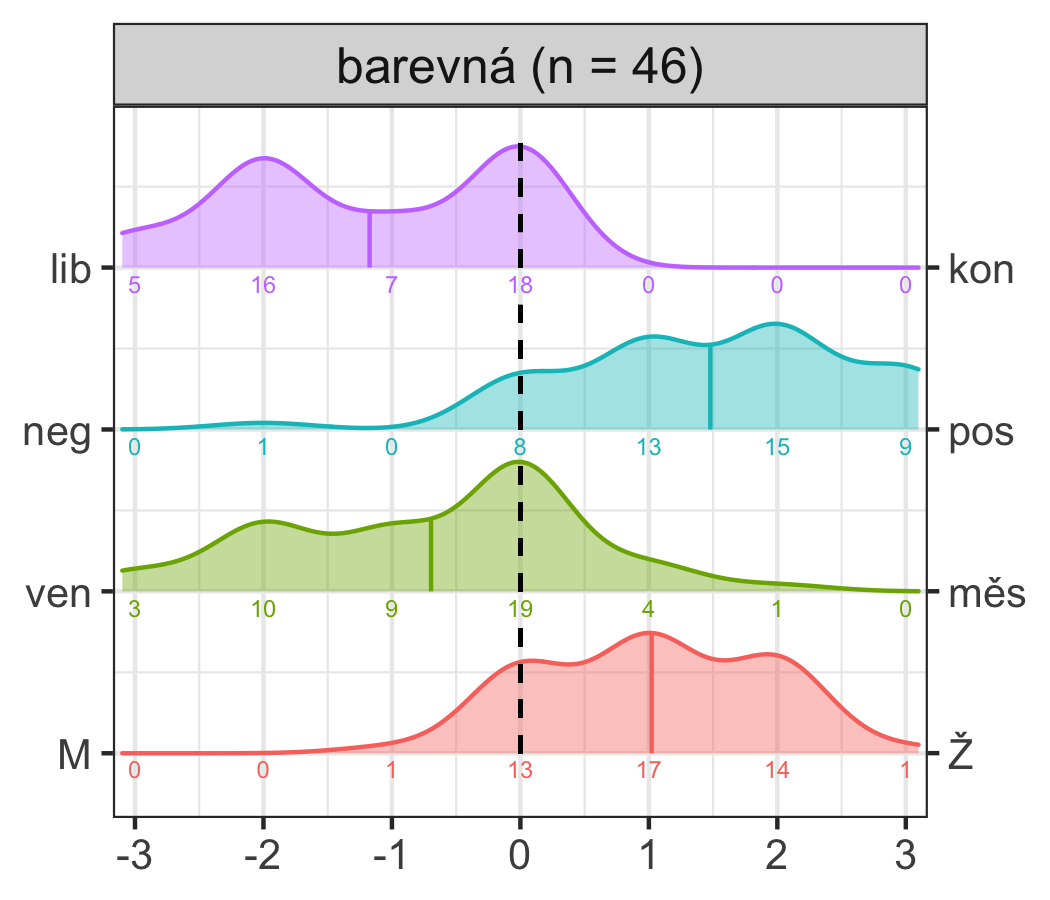 barevná (n = 46)
lib kon
5 16 7 18 0 0 0
neg pos
0 1 0 8 13 15 9
ven měs
3 10 9 19 4 1 0
M Ž
0 0 1 13 17 14 1
-3 -2 -1 0 1 2 3